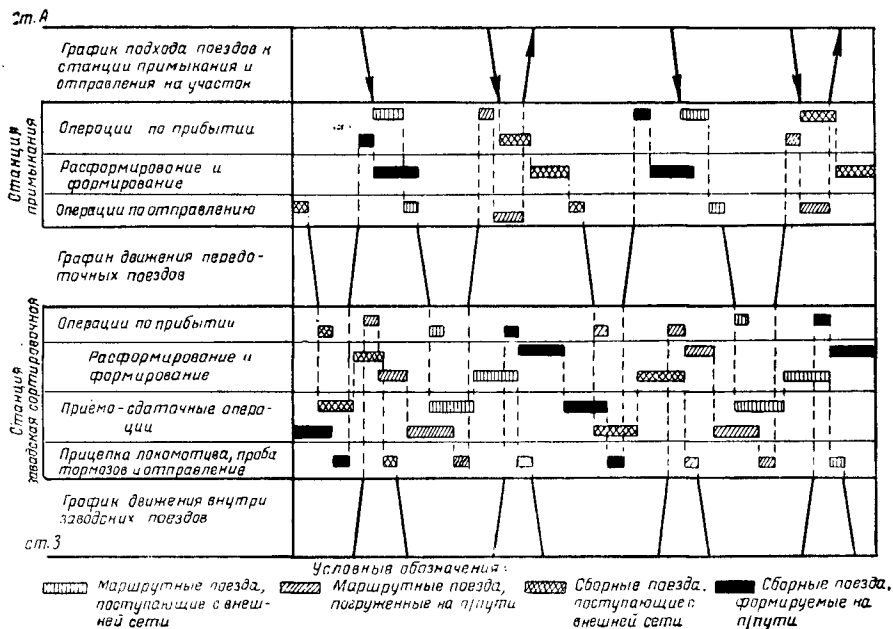 Ст. А
График подхода поездов к
станции примыкания и
отправления на участок
Станция
примыкания
Операции по прибытии
Расформирование и
формирование
Операции по отправлению
График движения передо-
точных поездов
Станция
заводская сортировочная
Операции по прибытии
Расформирование и
формирование
Приёмо-сдаточные опера-
ции
Прицепка локомотива, проба
тормозов и отправление
График движения внутри
заводских поездов
ст.З
Условные обозначения:
Маршрутные поезда,
поступающие с внеш-
ней сети
Маршрутные поезда,
погруженные на п/пути
Сборные поезда,
поступающие с
внешней сети
Сборные поезда,
формируемые на
п/пути